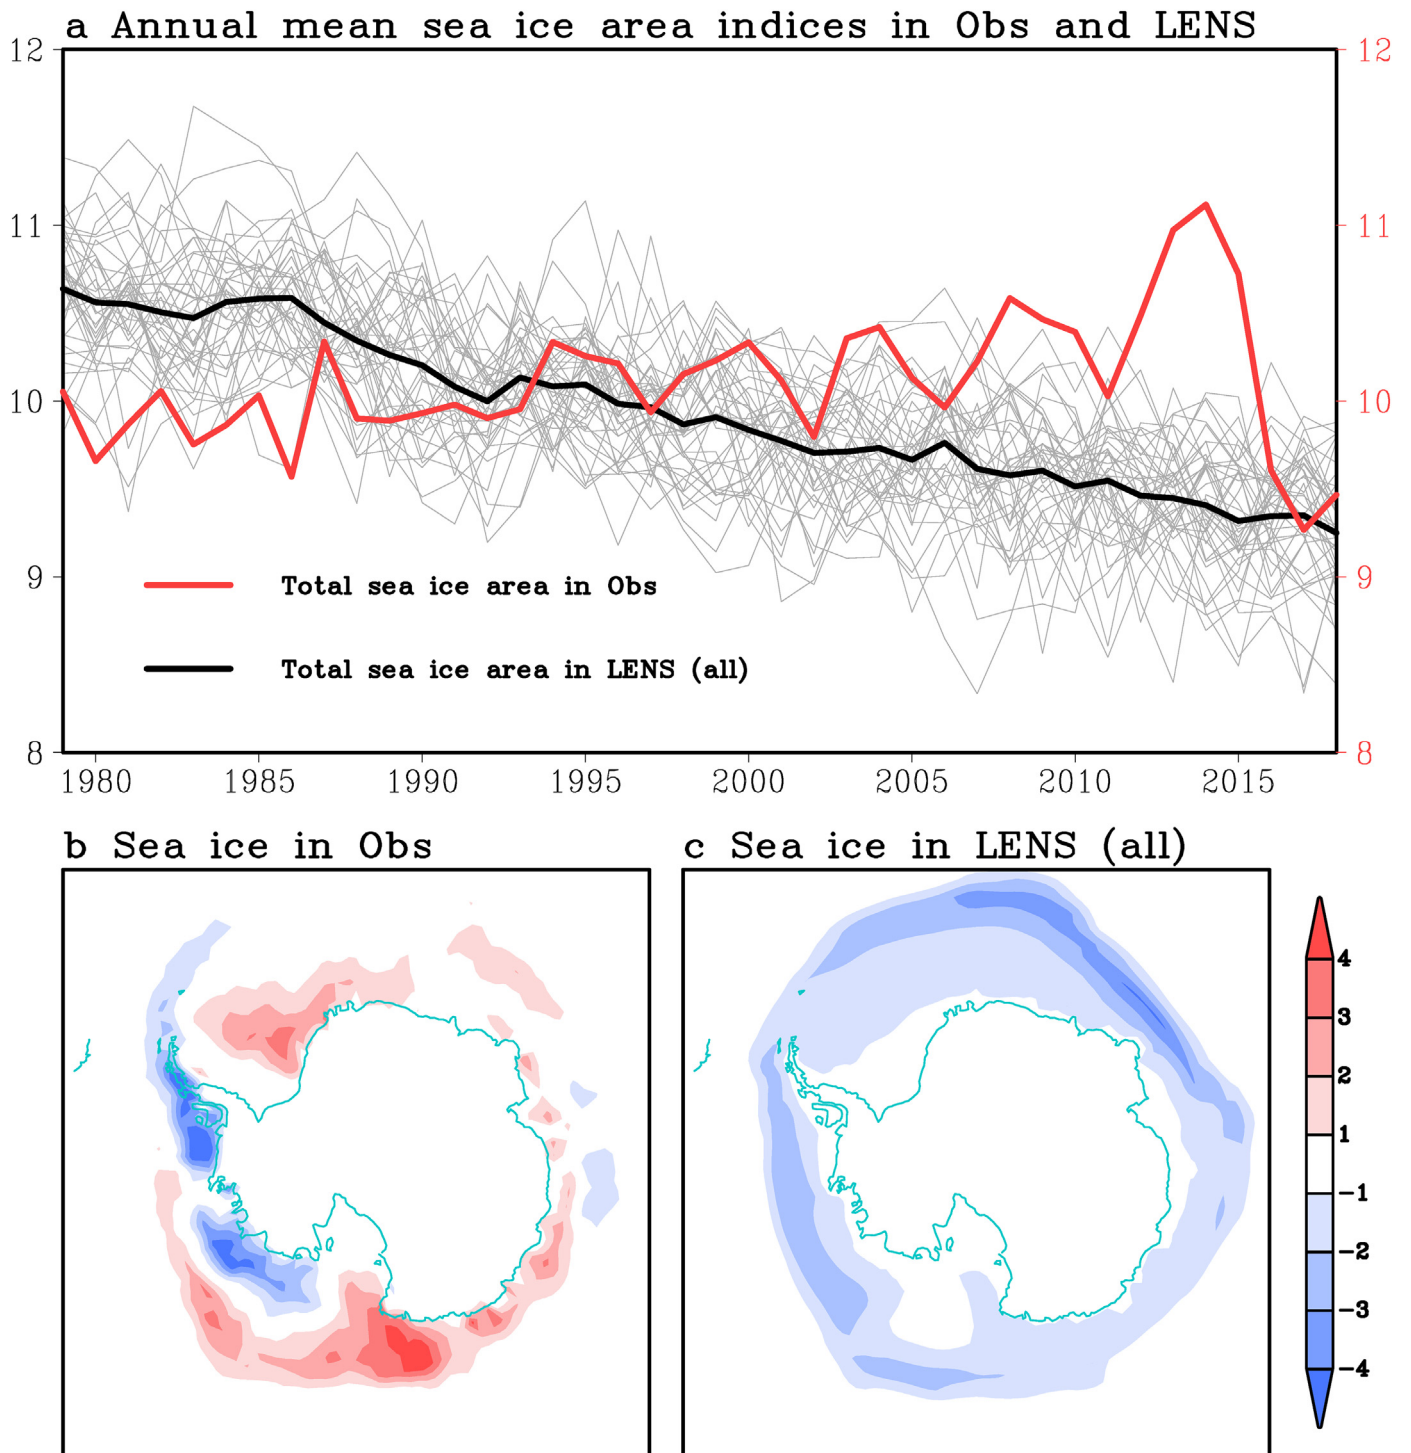 a Annual mean sea ice area indices in Obs and LENS
12 12
11 11
10 10
9 9
Total sea ice area in Obs
Total sea ice area in LENS (all)
8 8
1980 1985 1990 1995 2000 2005 2010 2015
b Sea ice in Obs
c Sea ice in LENS (all)
4
3
2
1
-1
-2
-3
-4